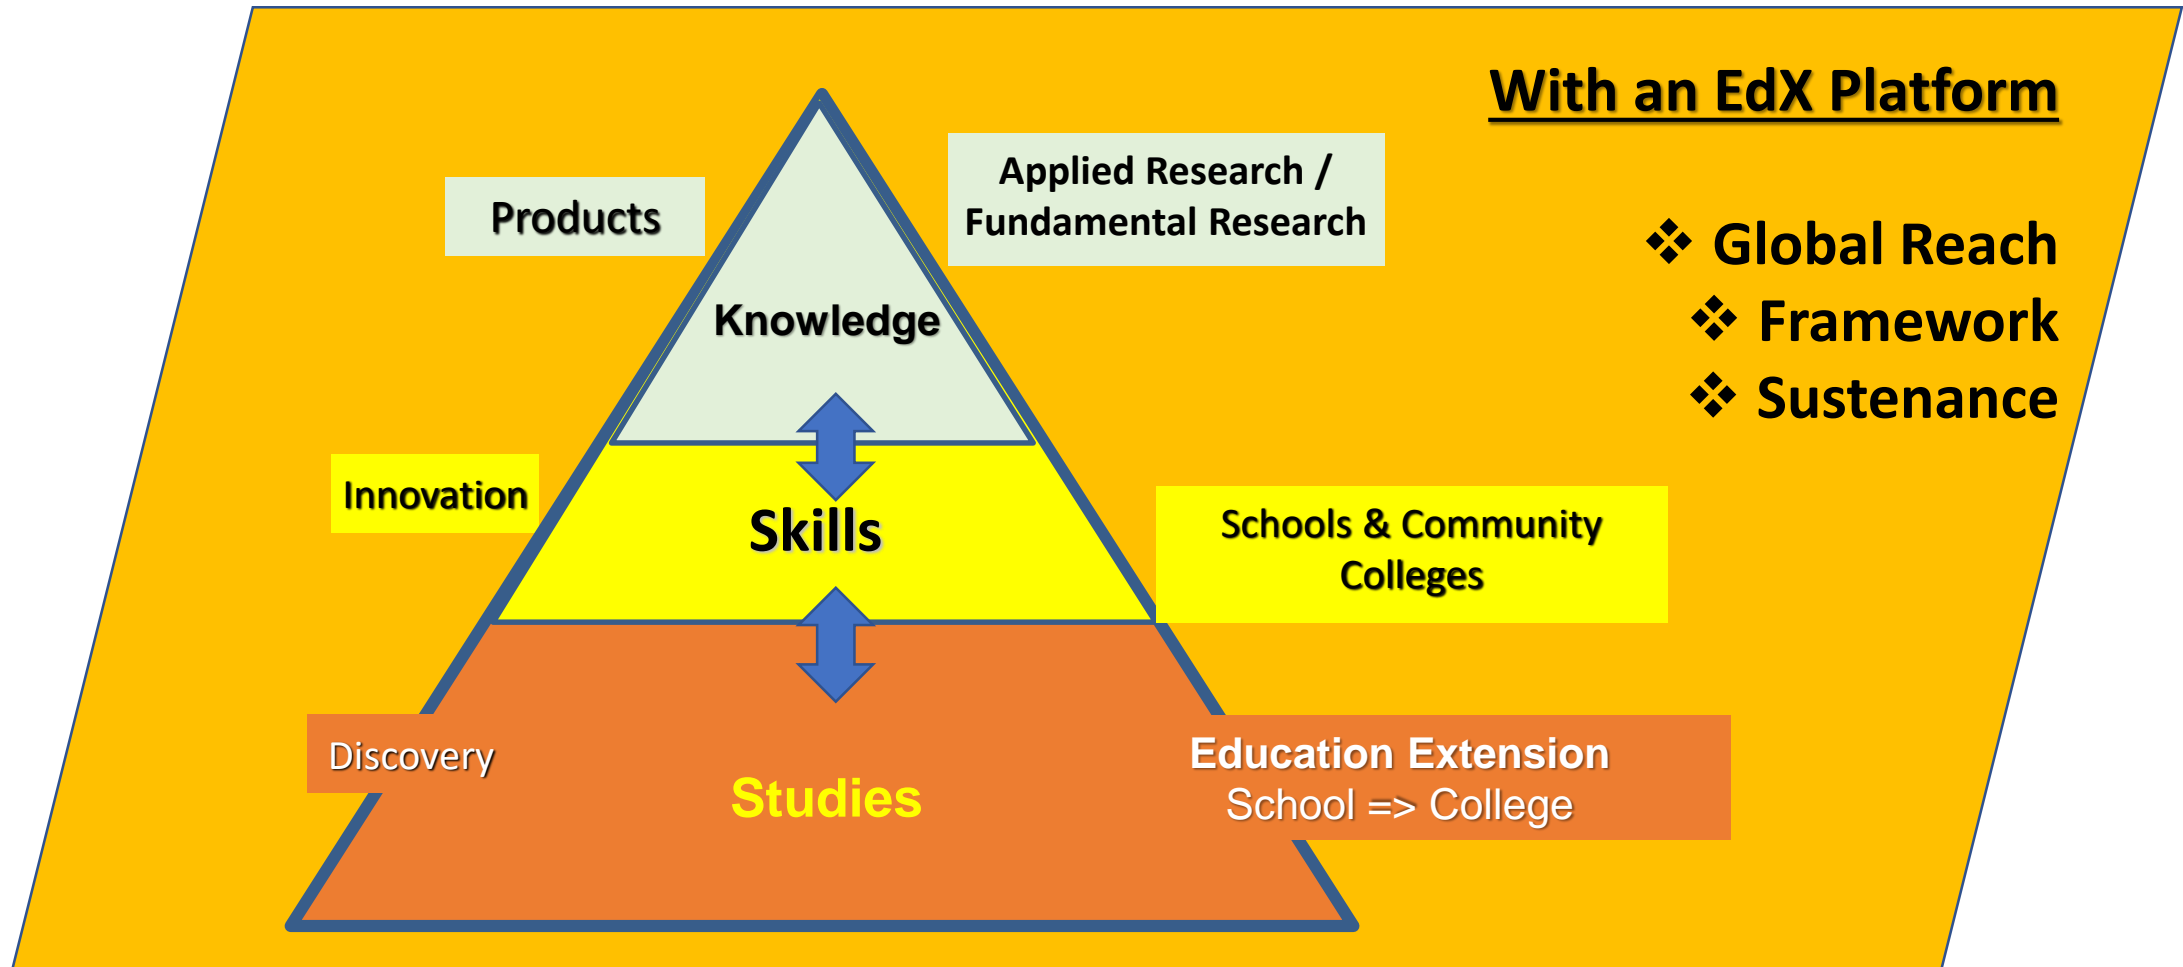 With an EdX Platform
Applied Research /
Fundamental Research
Products
❖ Global Reach
❖ Framework
❖ Sustenance
Knowledge
Innovation
Skills
Schools & Community
Colleges
Discovery
Studies
Education Extension
School => College